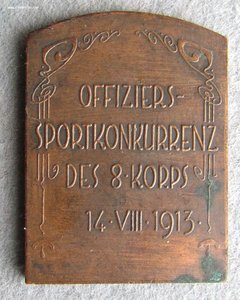 OFFIZIERS-
SPORTKONKURRENZ
DES 8·KORPS
14·VIII·1913·